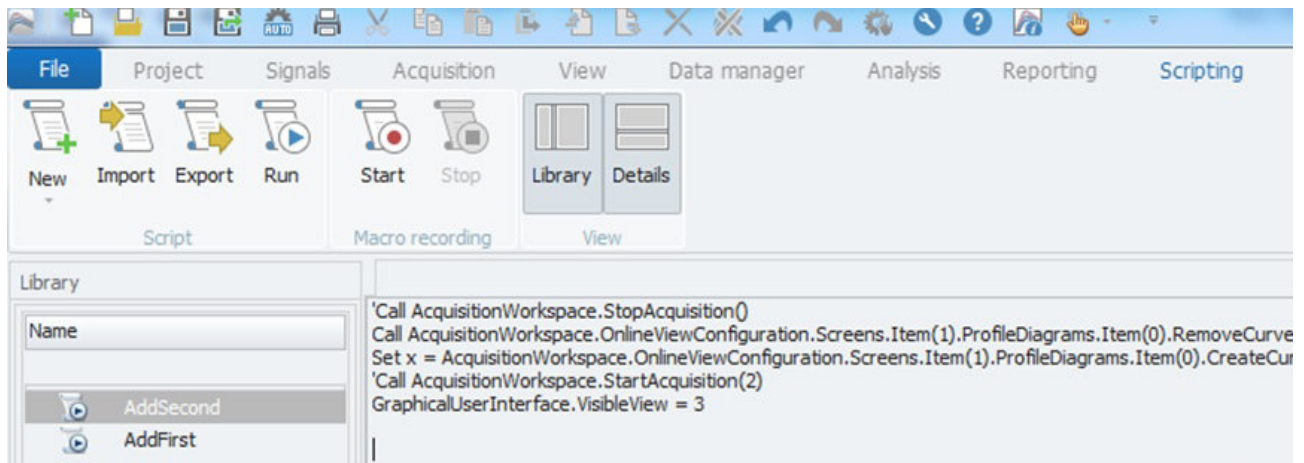 AUTO
File Project Signals Acquisition View Data manager Analysis Reporting Scripting
New Import Export Run Start Stop Library Details
Script Macro recording View
Library
Name
AddSecond
AddFirst
'Call AcquisitionWorkspace.StopAcquisition()
Call AcquisitionWorkspace.OnlineViewConfiguration.Screens.Item(1).ProfileDiagrams.Item(0).RemoveCurve
Set x = AcquisitionWorkspace.OnlineViewConfiguration.Screens.Item(1).ProfileDiagrams.Item(0).CreateCur
'Call AcquisitionWorkspace.StartAcquisition(2)
GraphicalUserInterface.VisibleView = 3